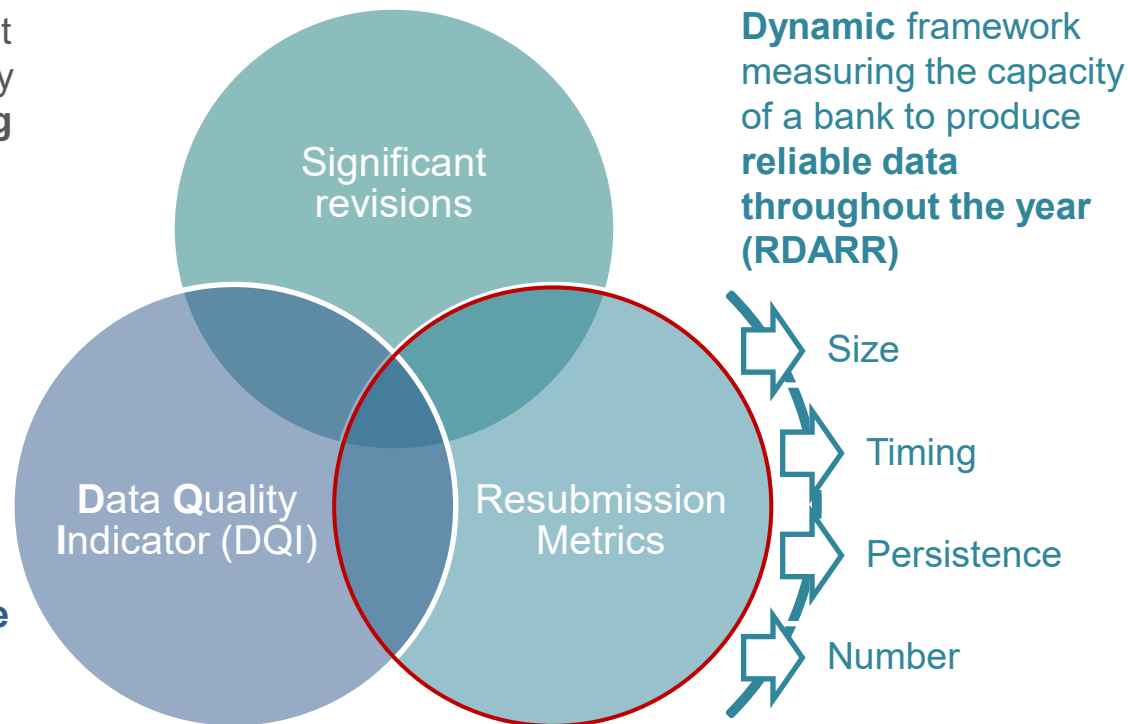 t
y
g
Significant
revisions
Dynamic framework
measuring the capacity
of a bank to produce
reliable data
throughout the year
(RDARR)
Data Quality
Indicator (DQI)
Resubmission
Metrics
e
Size
Timing
Persistence
Number